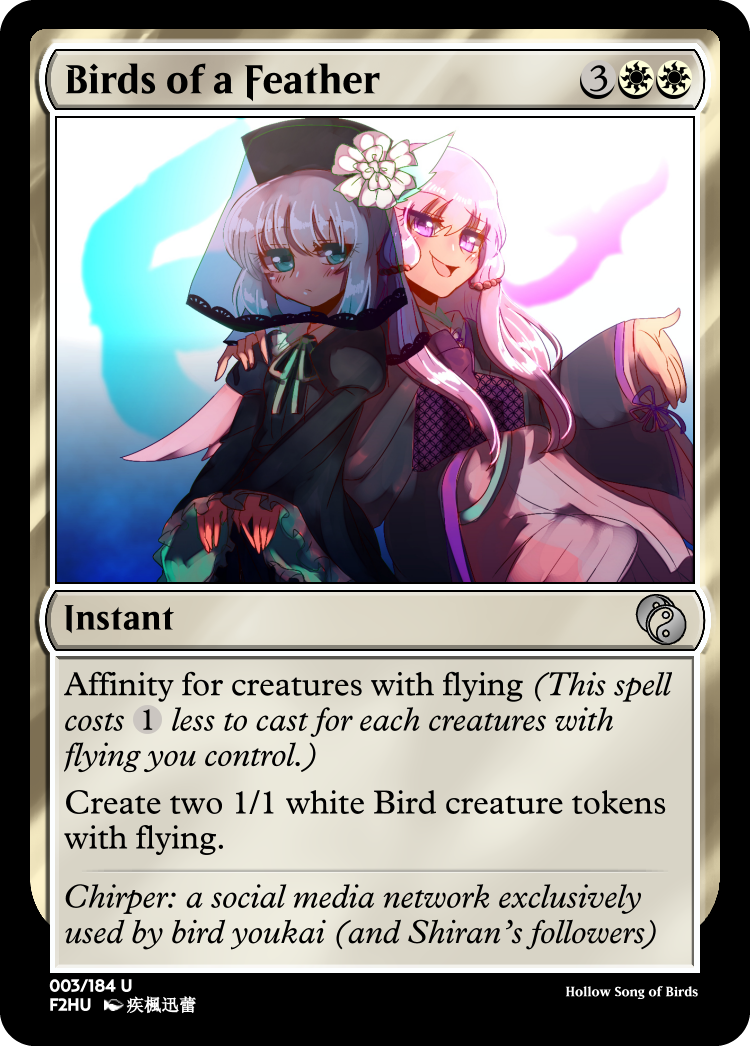 Birds of a Feather 3
Instant
Affinity for creatures with flying (This spell
costs 1 less to cast for each creatures with
flying you control.)
Create two 1/1 white Bird creature tokens
with flying.
Chirper: a social media network exclusively
used by bird youkai (and Shiran's followers)
003/184 U
F2HU 疾楓迅蕾
Hollow Song of Birds